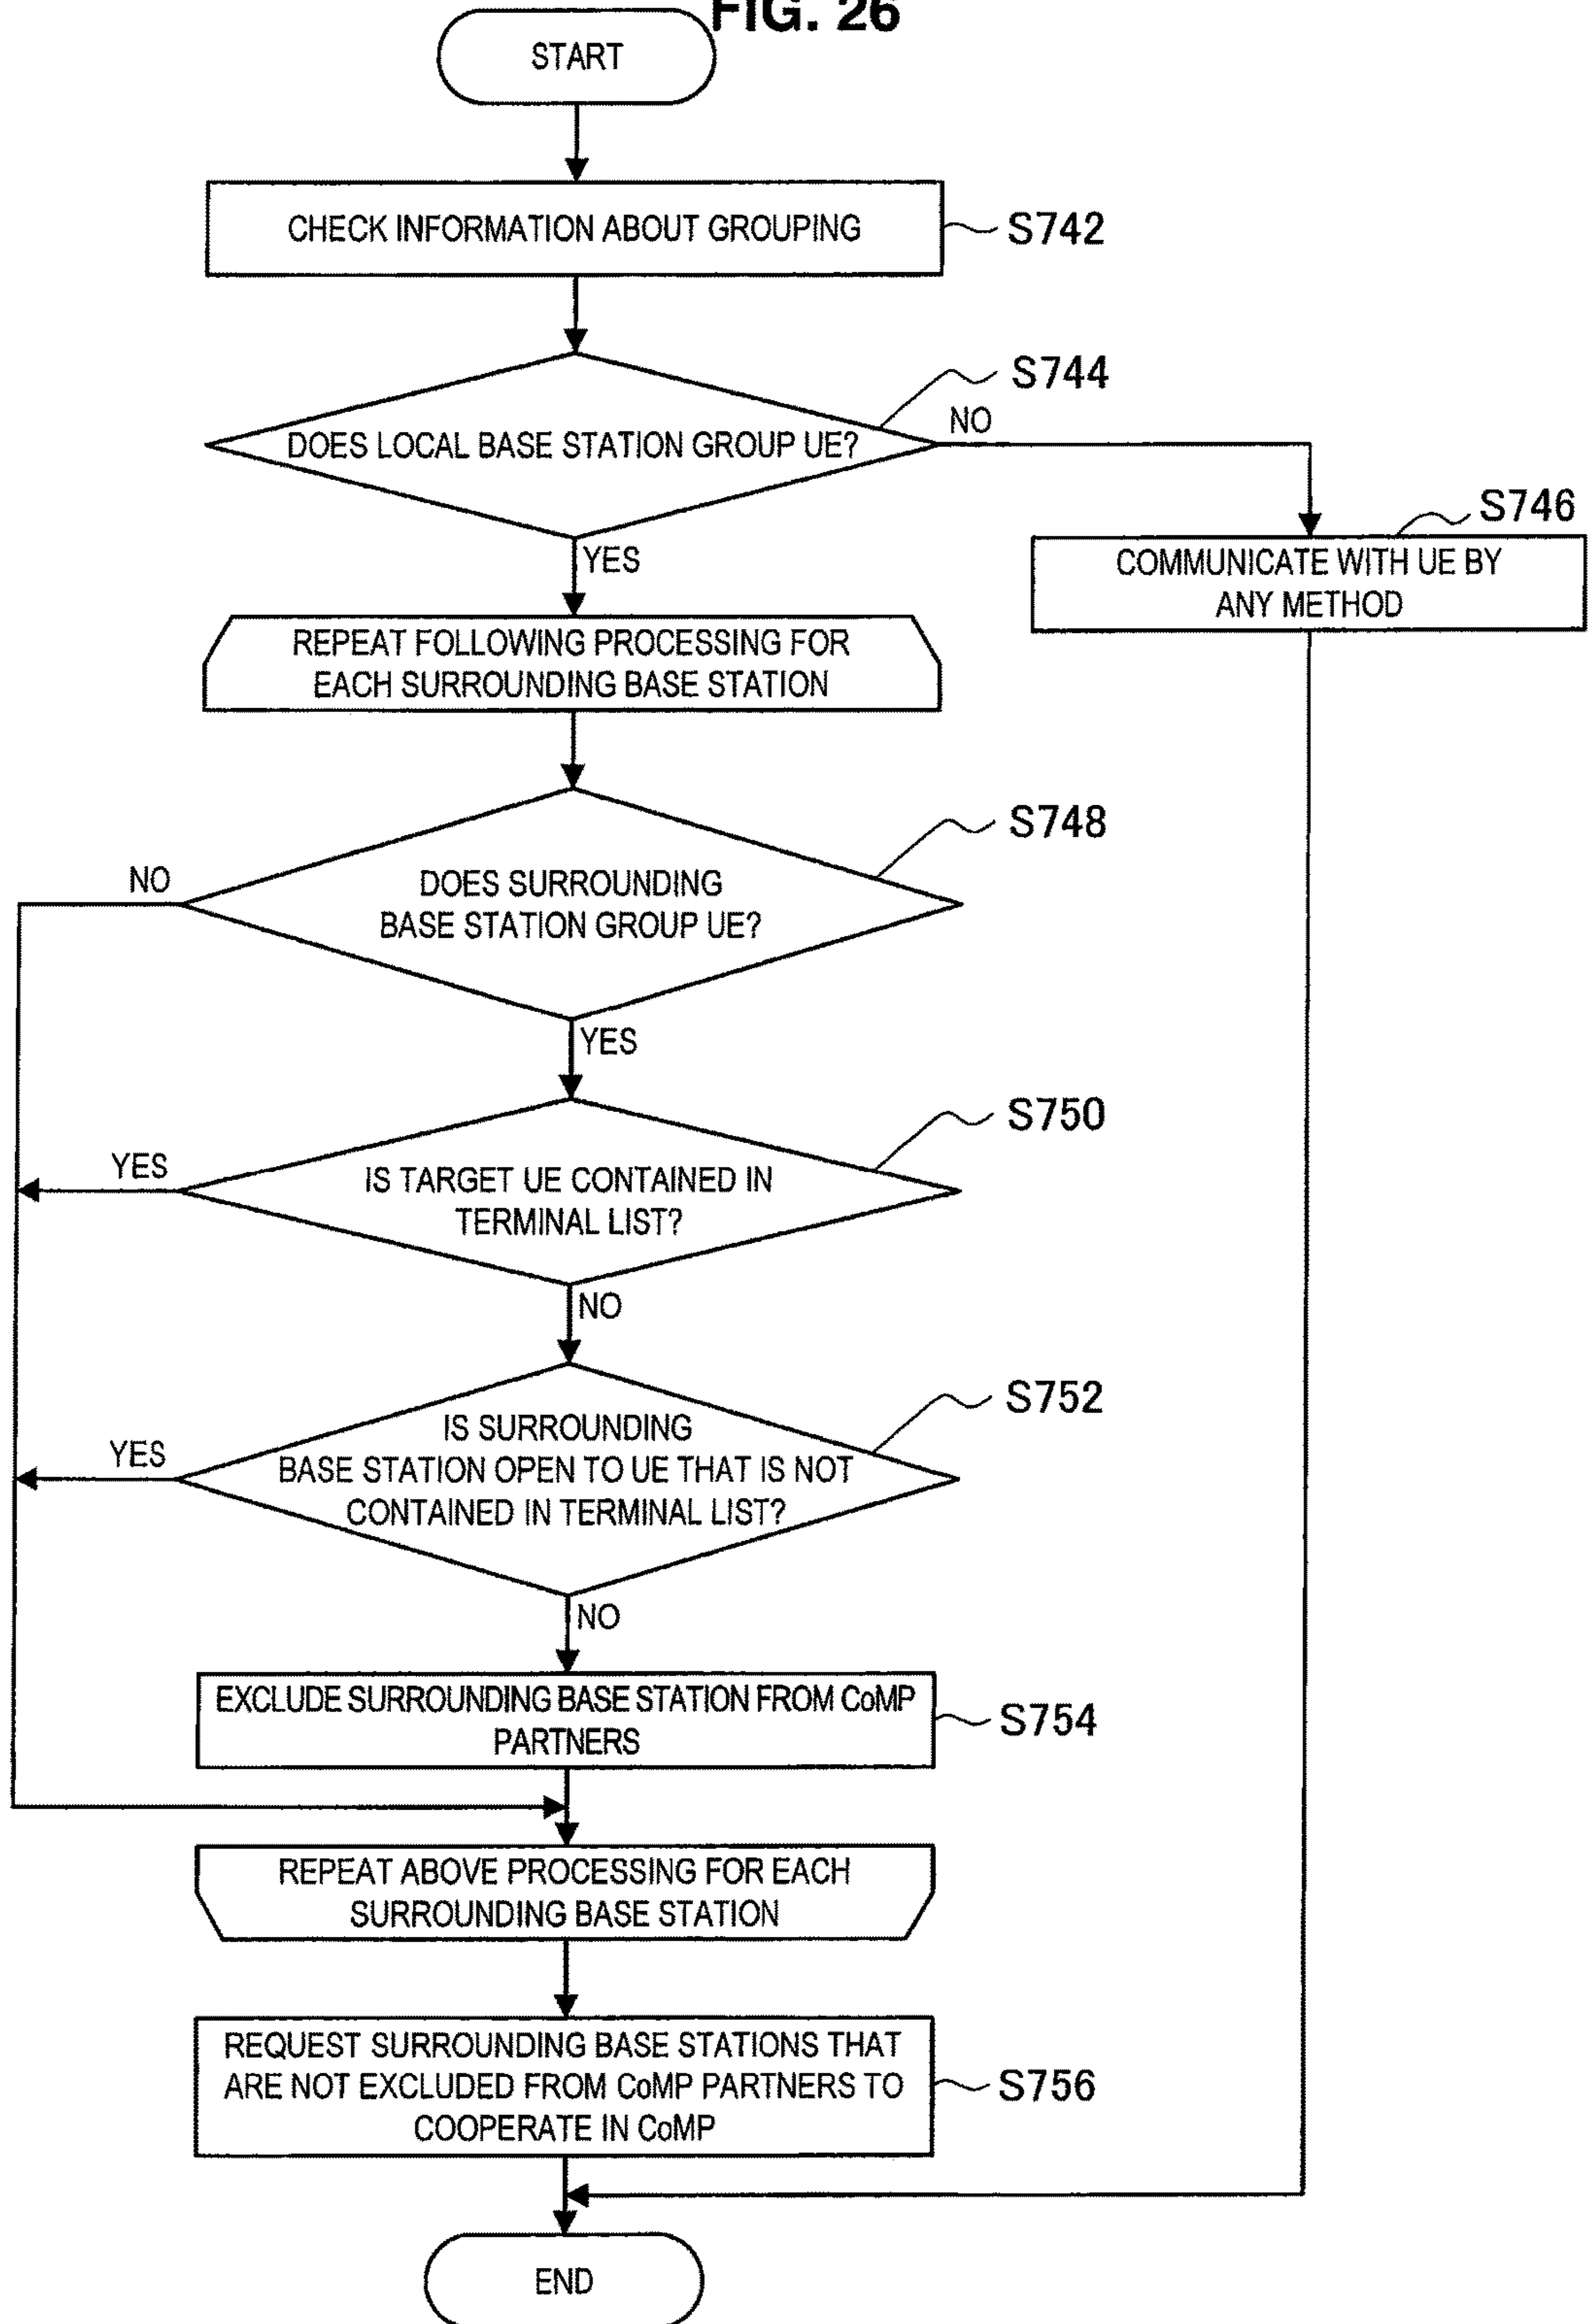 FIG. 26
START
CHECK INFORMATION ABOUT GROUPING
S742
S744
DOES LOCAL BASE STATION GROUP UE?
NO
S746
COMMUNICATE WITH UE BY
ANY METHOD
YES
REPEAT FOLLOWING PROCESSING FOR
EACH SURROUNDING BASE STATION
S748
NO
DOES SURROUNDING
BASE STATION GROUP UE?
YES
S750
YES
IS TARGET UE CONTAINED IN
TERMINAL LIST?
NO
S752
YES
IS SURROUNDING
BASE STATION OPEN TO UE THAT IS NOT
CONTAINED IN TERMINAL LIST?
NO
EXCLUDE SURROUNDING BASE STATION FROM CoMP
PARTNERS
S754
REPEAT ABOVE PROCESSING FOR EACH
SURROUNDING BASE STATION
REQUEST SURROUNDING BASE STATIONS THAT
ARE NOT EXCLUDED FROM CoMP PARTNERS TO
COOPERATE IN CoMP
S756
END